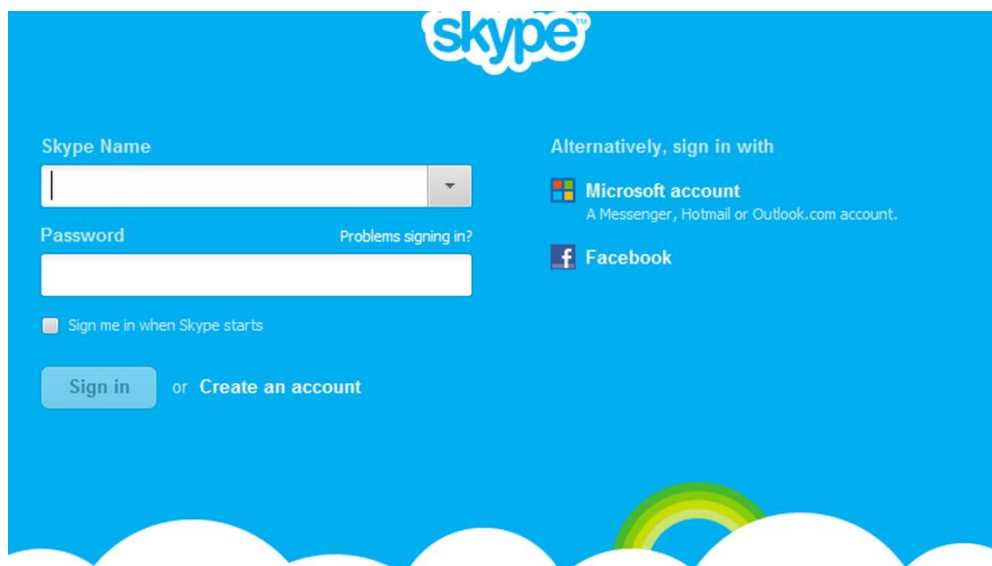 skype™
Skype Name
Password
Problems signing in?
Sign me in when Skype starts
Sign in or Create an account
Alternatively, sign in with
Microsoft account
A Messenger, Hotmail or Outlook.com account.
f Facebook